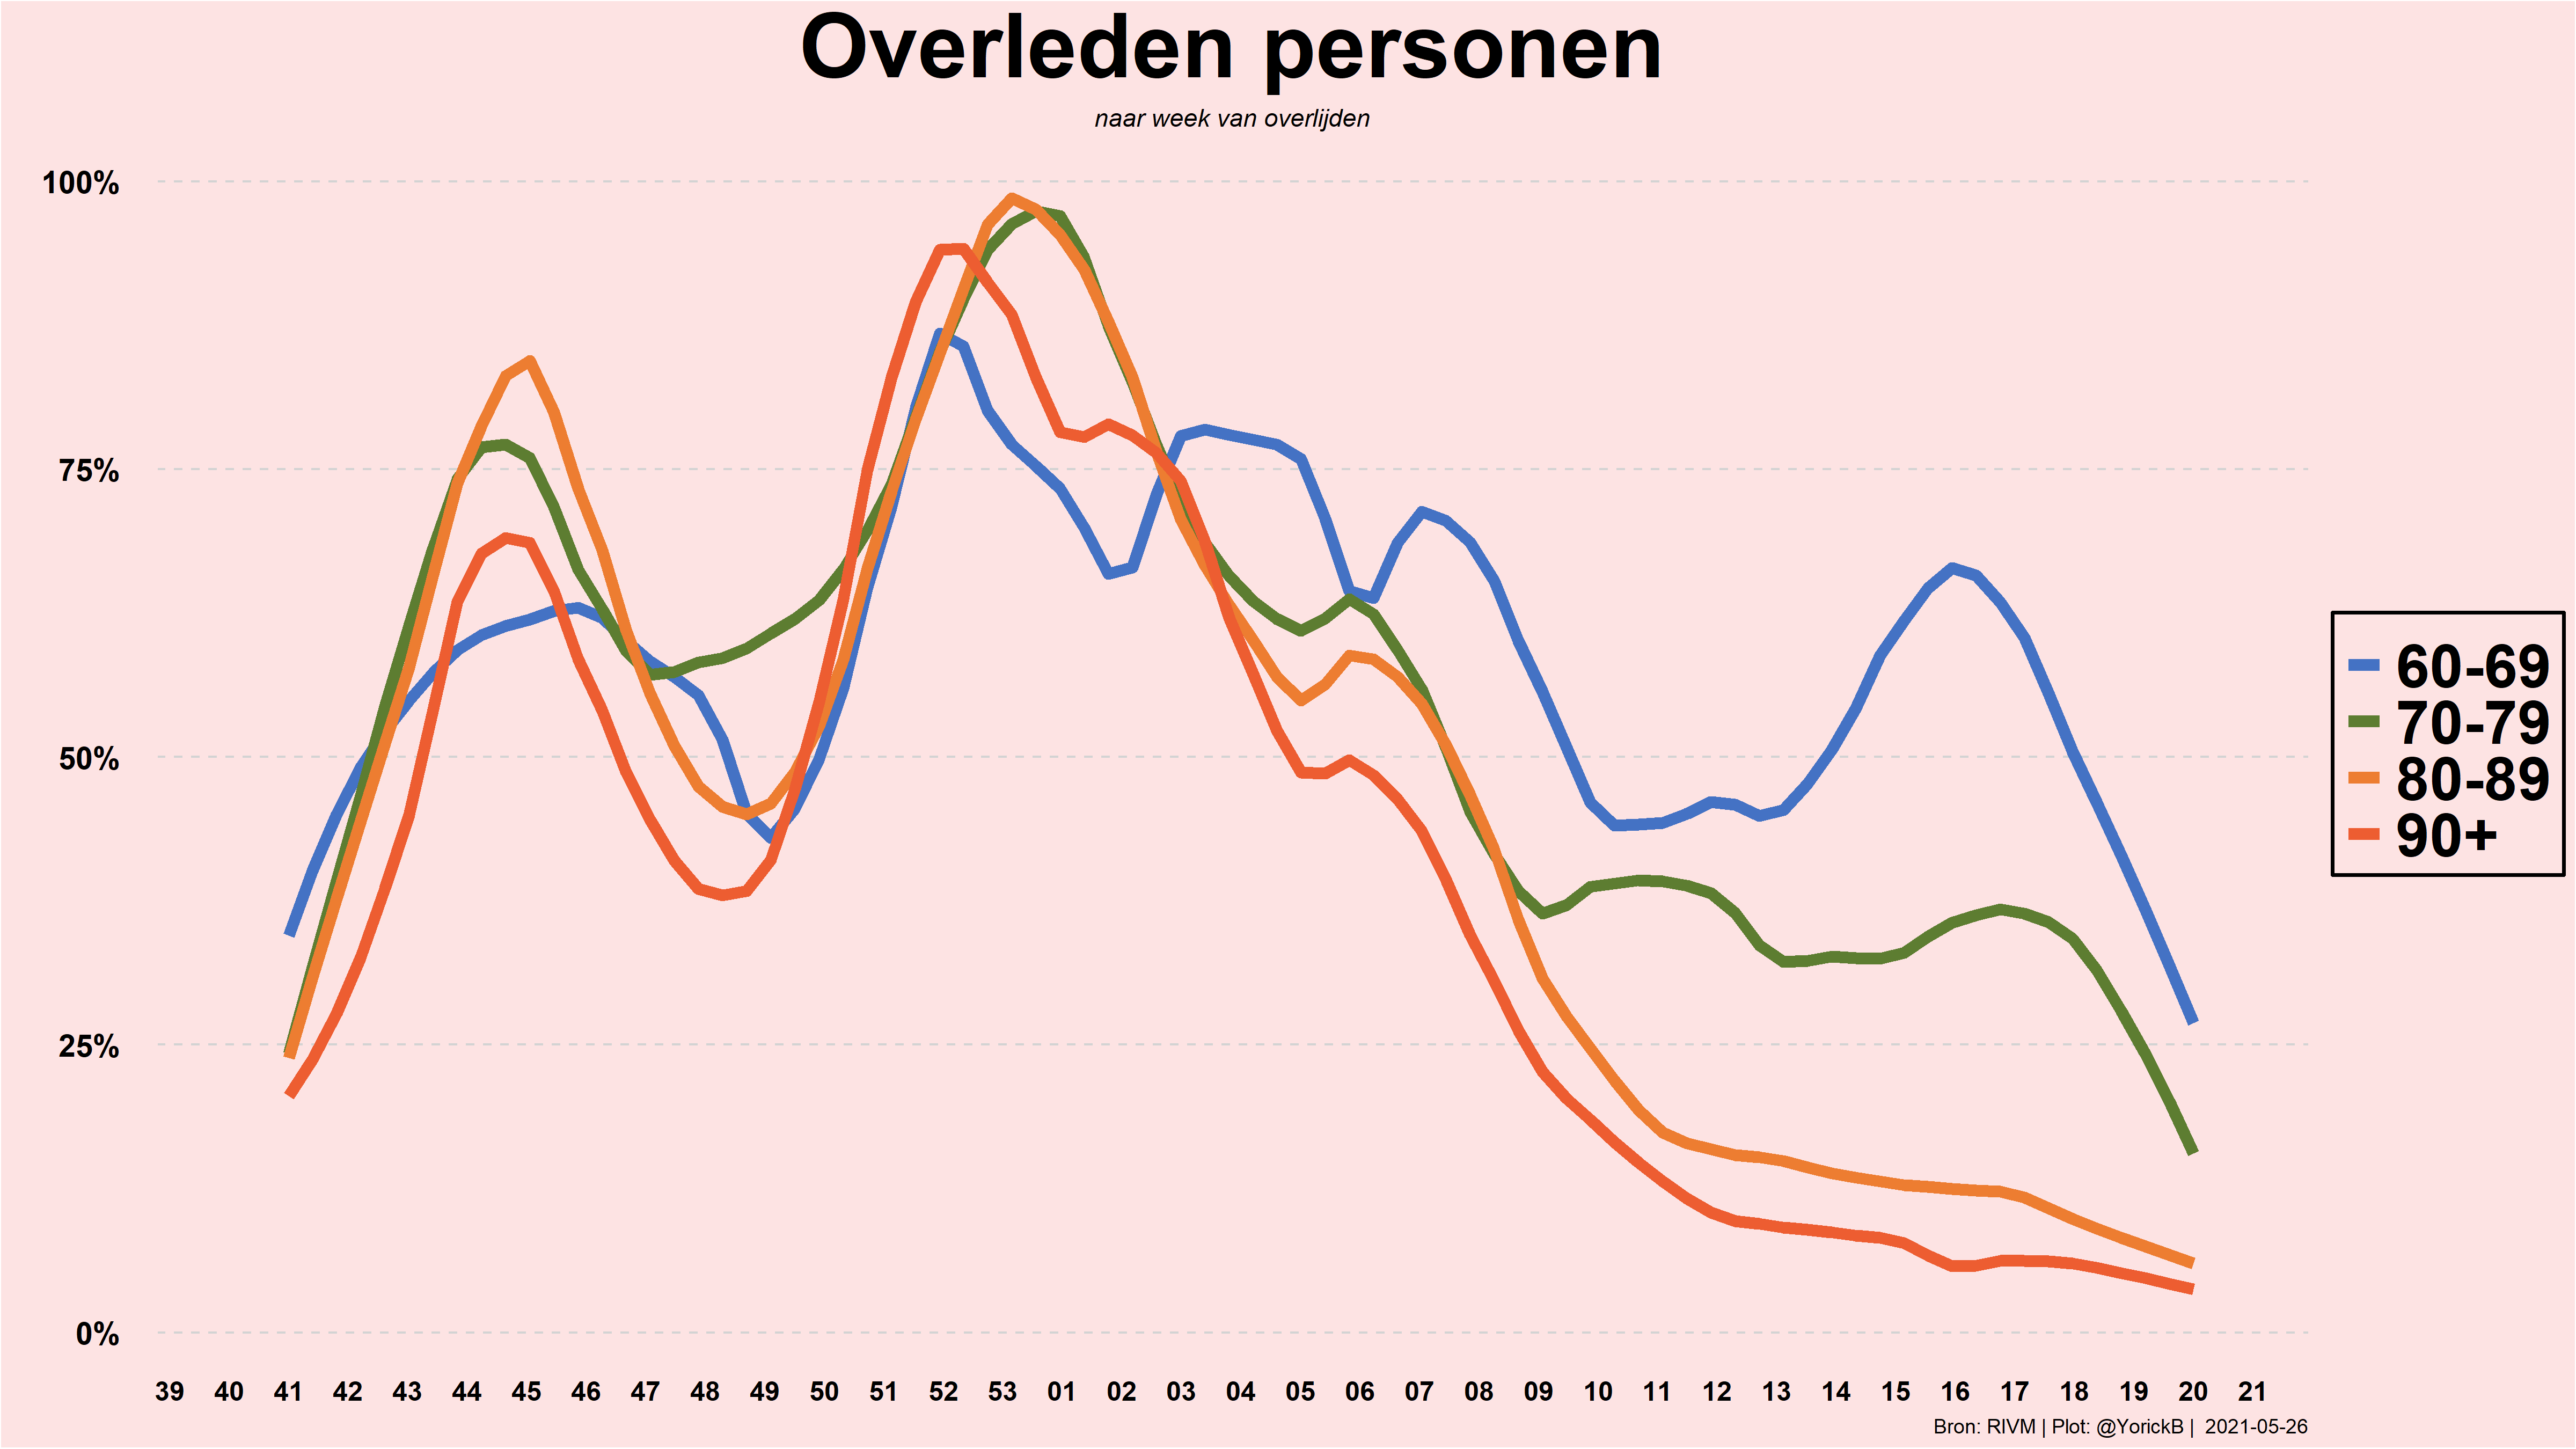 Overleden personen
naar week van overlijden
100%
75%
50%
25%
0%
60-69
70-79
80-89
90+
39 40 41 42 43 44 45 46 47 48 49 50 51 52 53 01 02 03 04 05 06 07 08 09 10 11 12 13 14 15 16 17 18 19 20 21
Bron: RIVM | Plot: @YorickB | 2021-05-26